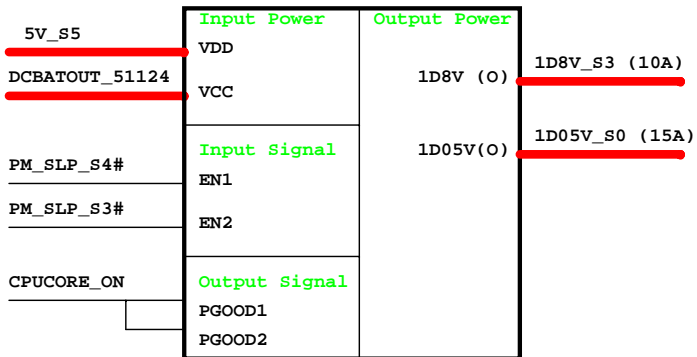 5V_S5
DCBATOUT_51124
PM_SLP_S4#
PM_SLP_S3#
CPUCORE_ON
Input Power
VDD
VCC
Input Signal
EN1
EN2
Output Signal
PGOOD1
PGOOD2
Output Power
1D8V (O)
1D05V(O)
1D8V_S3 (10A)
1D05V_S0 (15A)